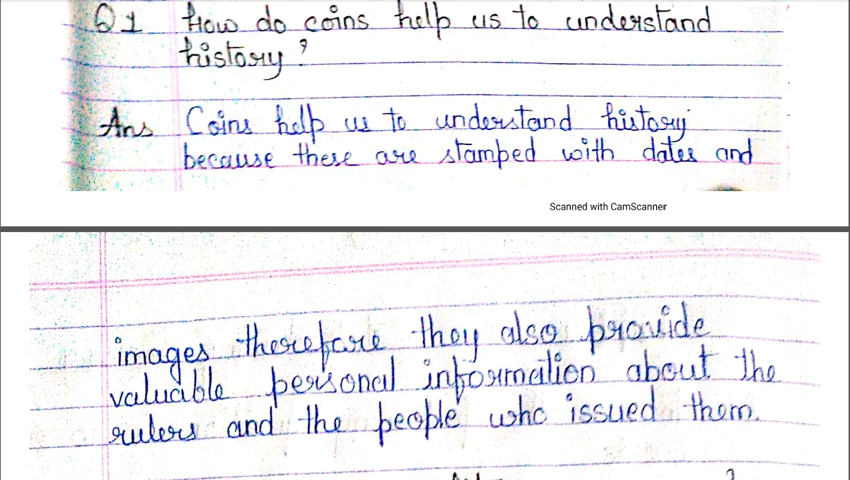 Q1 How do coins help us to understand
history?
Ans Coins help us to understand history
because these are stamped with dates and
Scanned with CamScanner
images therefore they also provide
valuable personal information about the
rulers and the people who issued them.